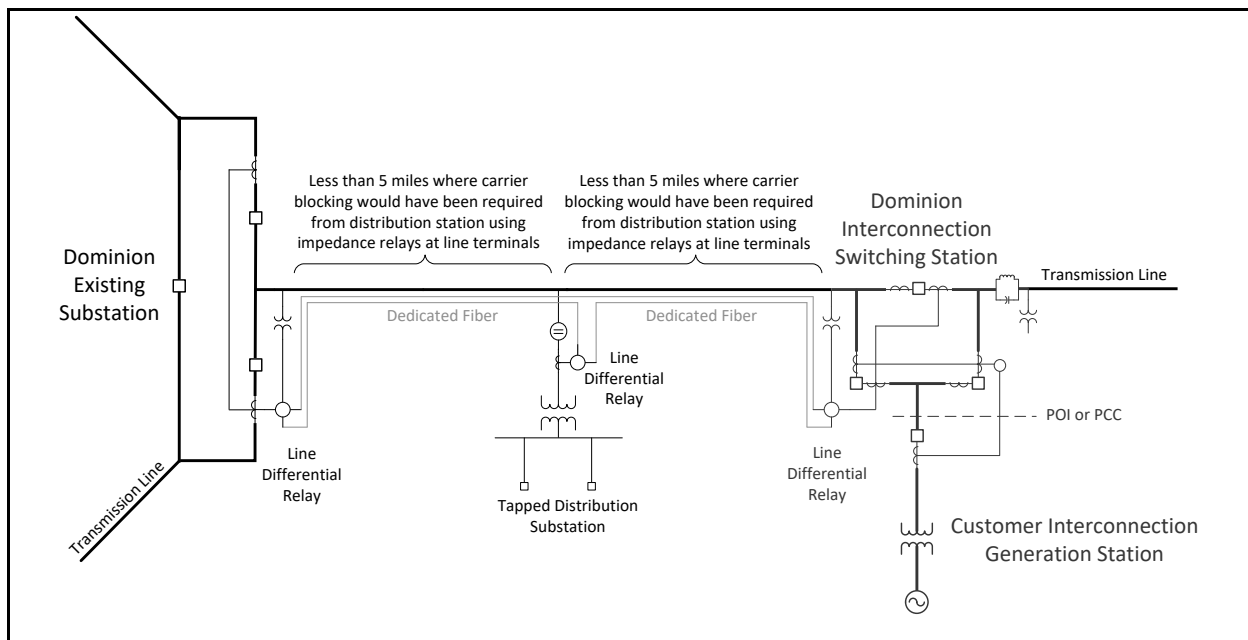 Less than 5 miles where carrier
blocking would have been required
from distribution station using
impedance relays at line terminals
Less than 5 miles where carrier
blocking would have been required
from distribution station using
impedance relays at line terminals
Dominion
Interconnection
Switching Station
Dominion
Existing
Substation
Transmission Line
Dedicated Fiber
Dedicated Fiber
Line
Differential
Relay
POI or PCC
Line
Differential
Relay
Line
Differential
Relay
Tapped Distribution
Substation
Transmission Line
Customer Interconnection
Generation Station